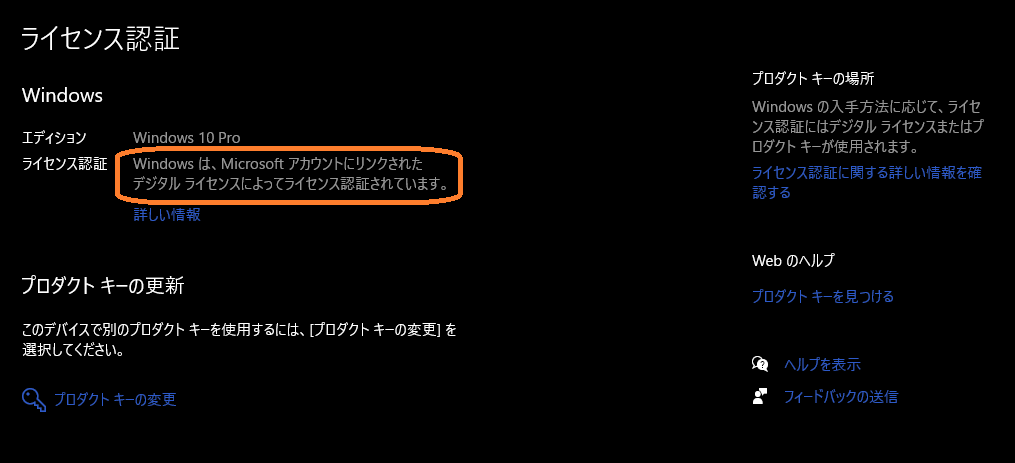 ライセンス認証
Windows
エディション Windows 10 Pro
ライセンス認証 Windows は、Microsoft アカウントにリンクされた
デジタル ライセンスによってライセンス認証されています。
詳しい情報
プロダクト キーの更新
このデバイスで別のプロダクト キーを使用するには、[プロダクト キーの変更] を
選択してください。
プロダクト キーの変更
プロダクト キーの場所
Windows の入手方法に応じて、ライセ
ンス認証にはデジタル ライセンスまたはプ
ロダクト キーが使用されます。
ライセンス認証に関する詳しい情報を確
認する
Web のヘルプ
プロダクト キーを見つける
ヘルプを表示
フィードバックの送信